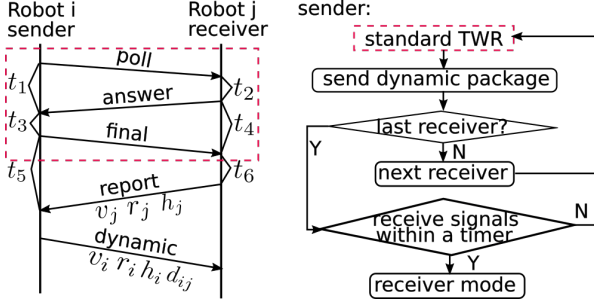 Robot i
sender
Robot j
receiver
poll
t₁
t₂
answer
t₃
t₄
final
t₅
t₆
report
vⱼ rⱼ hⱼ
dynamic
vᵢ rᵢ hᵢ dᵢⱼ
sender:
standard TWR
send dynamic package
last receiver?
Y
N
next receiver
receive signals
within a timer
N
Y
receiver mode